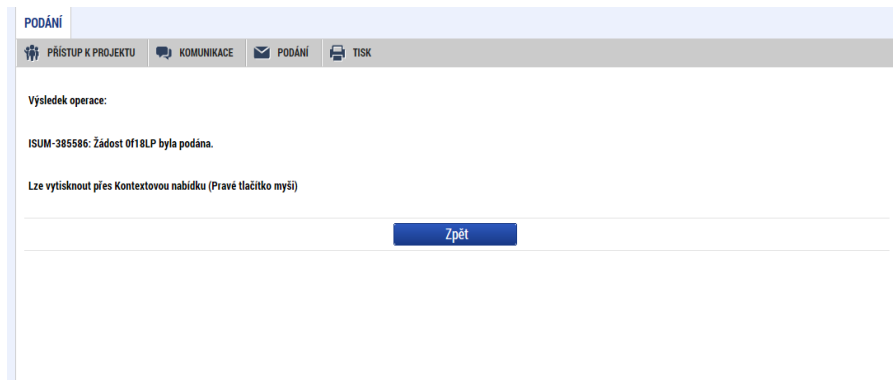 PODÁNÍ
PŘÍSTUP K PROJEKTU KOMUNIKACE PODÁNÍ TISK
Výsledek operace:
ISUM-385586: Žádost 0f18LP byla podána.
Lze vytisknout přes Kontextovou nabídku (Pravé tlačítko myši)
Zpět